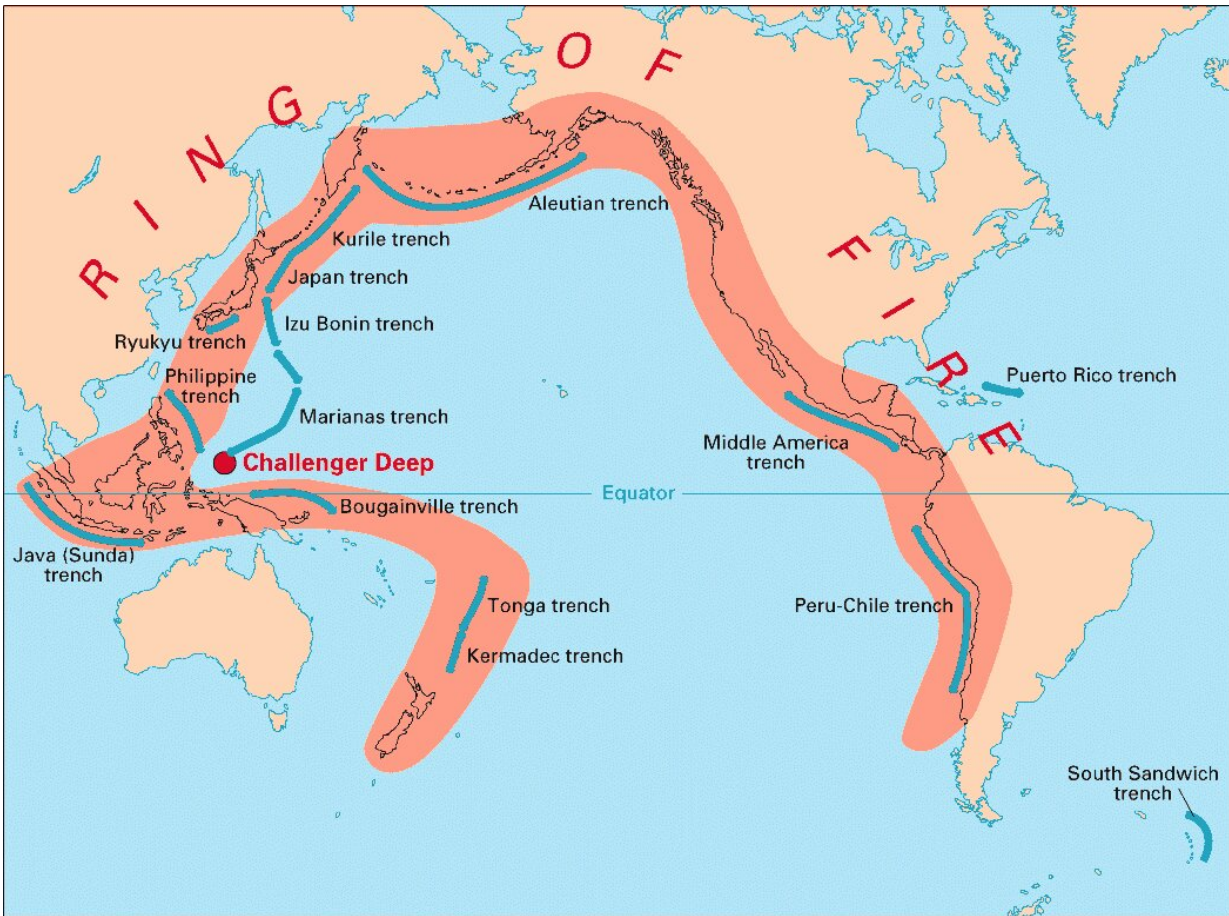 RING OF FIRE
Aleutian trench
Kurile trench
Japan trench
Izu Bonin trench
Ryukyu trench
Philippine
trench
Marianas trench
Challenger Deep
Puerto Rico trench
Middle America
trench
Equator
Bougainville trench
Java (Sunda)
trench
Tonga trench
Kermadec trench
Peru-Chile trench
South Sandwich
trench